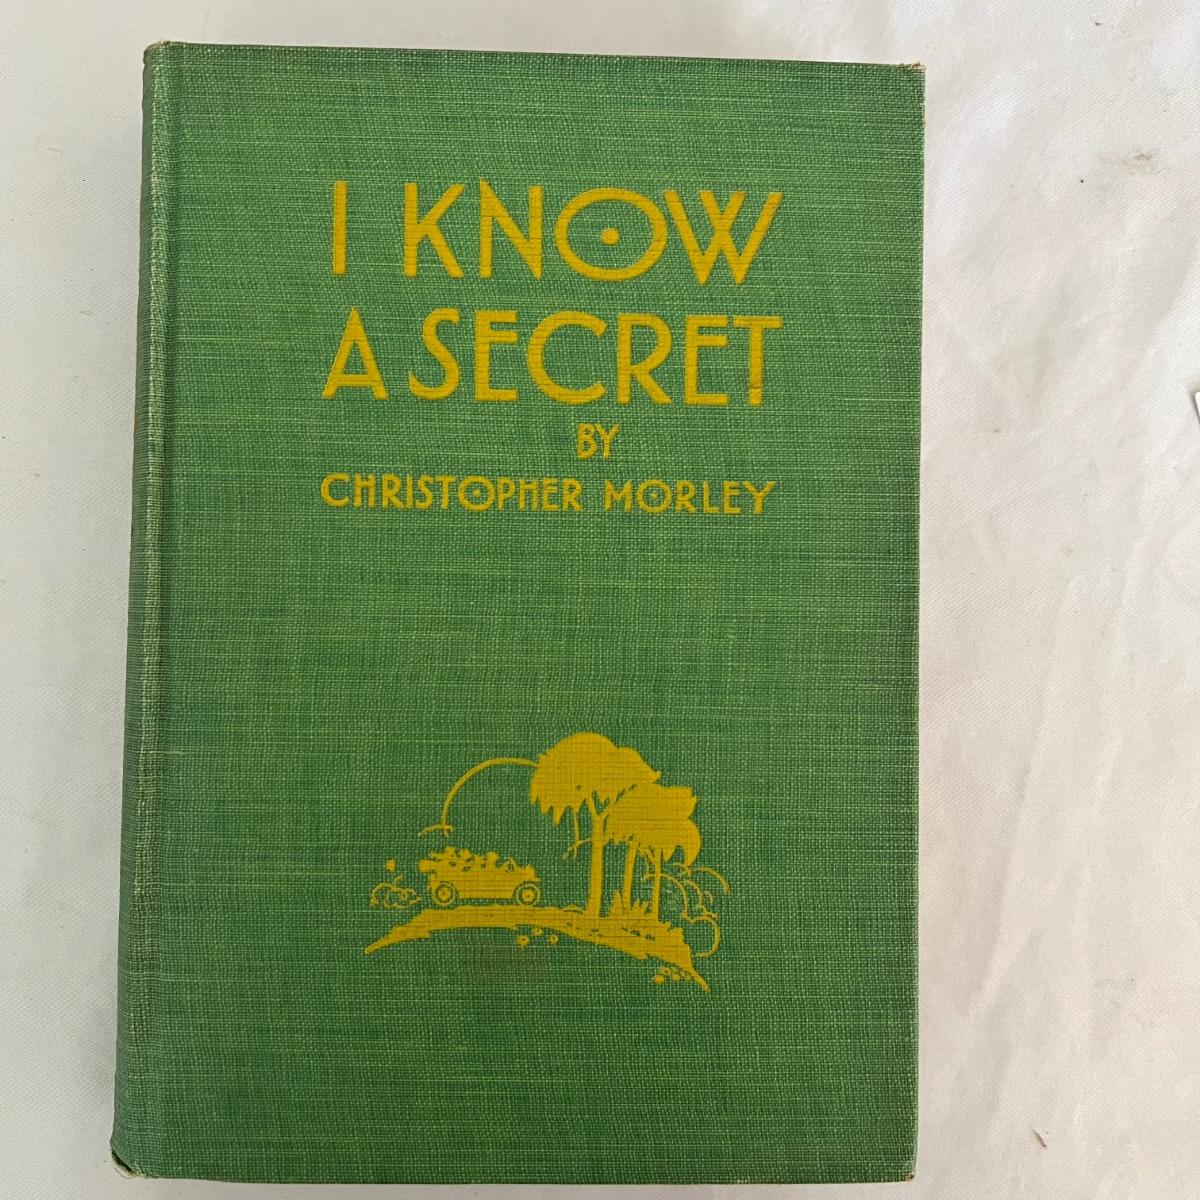 I KNOW
A SECRET
BY
CHRISTOPHER MORLEY